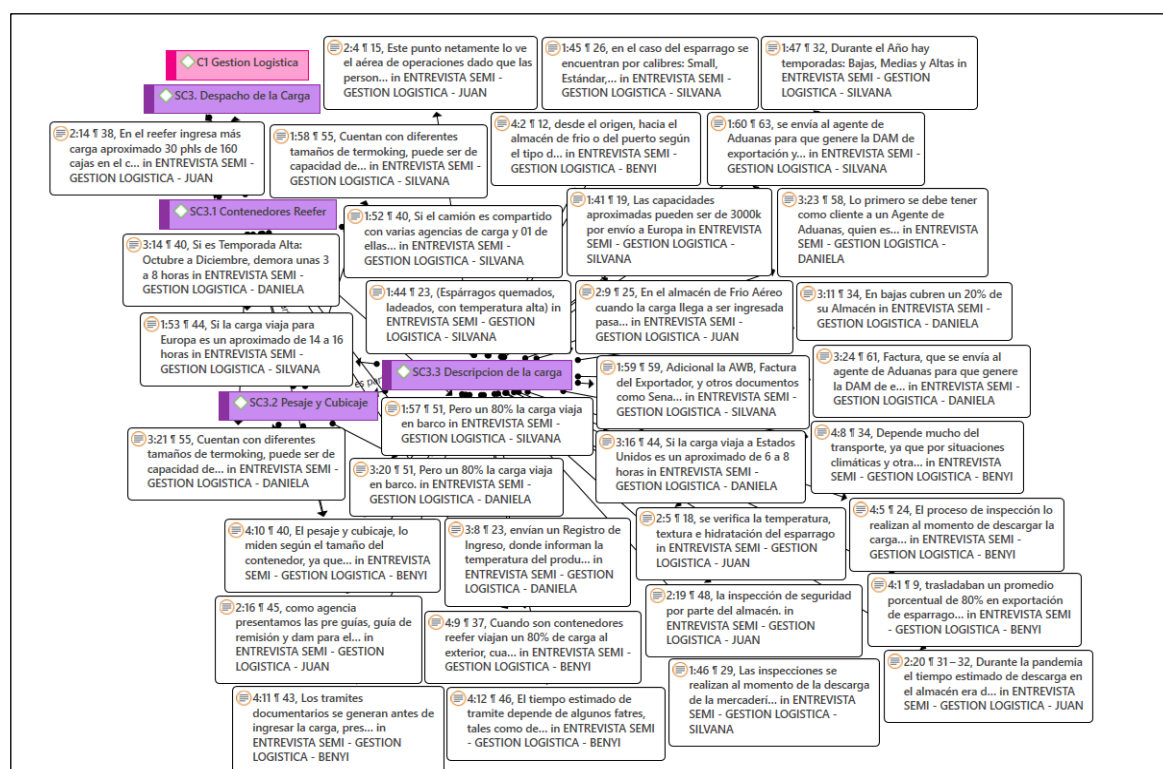 C1 Gestion Logistica
SC3. Despacho de la Carga
2:4 ¶ 15, Este punto netamente lo ve
el aérea de operaciones dado que las
person... in ENTREVISTA SEMI -
GESTION LOGISTICA - JUAN
1:45 ¶ 26, en el caso del esparrago se
encuentran por calibres: Small,
Estándar,... in ENTREVISTA SEMI -
GESTION LOGISTICA - SILVANA
1:47 ¶ 32, Durante el Año hay
temporadas: Bajas, Medias y Altas in
ENTREVISTA SEMI - GESTION
LOGISTICA - SILVANA
2:14 ¶ 38, En el reefer ingresa más
carga aproximado 30 phls de 160
cajas en el c... in ENTREVISTA SEMI -
GESTION LOGISTICA - JUAN
1:58 ¶ 55, Cuentan con diferentes
tamaños de termoking, puede ser de
capacidad de... in ENTREVISTA SEMI -
GESTION LOGISTICA - SILVANA
4:2 ¶ 12, desde el origen, hacia el
almacén de frio o del puerto según
el tipo d... in ENTREVISTA SEMI -
GESTION LOGISTICA - BENYI
1:60 ¶ 63, se envía al agente de
Aduanas para que genere la DAM de
exportación y... in ENTREVISTA SEMI -
GESTION LOGISTICA - SILVANA
SC3.1 Contenedores Reefer
1:52 ¶ 40, Si el camión es compartido
con varias agencias de carga y 01 de
ellas... in ENTREVISTA SEMI -
GESTION LOGISTICA - SILVANA
1:41 ¶ 19, Las capacidades
aproximadas pueden ser de 3000k
por envío a Europa in ENTREVISTA
SEMI - GESTION LOGISTICA -
SILVANA
3:23 ¶ 58, Lo primero se debe tener
como cliente a un Agente de
Aduanas, quien es... in ENTREVISTA
SEMI - GESTION LOGISTICA -
DANIELA
3:14 ¶ 40, Si es Temporada Alta:
Octubre a Diciembre, demora unas 3
a 8 horas in ENTREVISTA SEMI -
GESTION LOGISTICA - DANIELA
1:44 ¶ 23, (Espárragos quemados,
ladeados, con temperatura alta) in
ENTREVISTA SEMI - GESTION
LOGISTICA - SILVANA
2:9 ¶ 25, En el almacén de Frio Aéreo
cuando la carga llega a ser ingresada
pasa... in ENTREVISTA SEMI -
GESTION LOGISTICA - JUAN
3:11 ¶ 34, En bajas cubren un 20% de
su Almacén in ENTREVISTA SEMI -
GESTION LOGISTICA - DANIELA
1:53 ¶ 44, Si la carga viaja para
Europa es un aproximado de 14 a 16
horas in ENTREVISTA SEMI -
GESTION LOGISTICA - SILVANA
es par
SC3.3 Descripcion de la carga
1:59 ¶ 59, Adicional la AWB, Factura
del Exportador, y otros documentos
como Sena... in ENTREVISTA SEMI -
GESTION LOGISTICA - SILVANA
3:24 ¶ 61, Factura, que se envía al
agente de Aduanas para que genere
la DAM de e... in ENTREVISTA SEMI -
GESTION LOGISTICA - DANIELA
SC3.2 Pesaje y Cubicaje
1:57 ¶ 51, Pero un 80% la carga viaja
en barco in ENTREVISTA SEMI -
GESTION LOGISTICA - SILVANA
3:21 ¶ 55, Cuentan con diferentes
tamaños de termoking, puede ser de
capacidad de... in ENTREVISTA SEMI -
GESTION LOGISTICA - DANIELA
3:20 ¶ 51, Pero un 80% la carga viaja
en barco. in ENTREVISTA SEMI -
GESTION LOGISTICA - DANIELA
3:16 ¶ 44, Si la carga viaja a Estados
Unidos es un aproximado de 6 a 8
horas in ENTREVISTA SEMI -
GESTION LOGISTICA - DANIELA
4:8 ¶ 34, Depende mucho del
transporte, ya que por situaciones
climáticas y otra... in ENTREVISTA
SEMI - GESTION LOGISTICA - BENYI
4:10 ¶ 40, El pesaje y cubicaje, lo
miden según el tamaño del
contenedor, ya que... in ENTREVISTA
SEMI - GESTION LOGISTICA - BENYI
3:8 ¶ 23, envían un Registro de
Ingreso, donde informan la
temperatura del produ... in
ENTREVISTA SEMI - GESTION
LOGISTICA - DANIELA
2:5 ¶ 18, se verifica la temperatura,
textura e hidratación del esparrago
in ENTREVISTA SEMI - GESTION
LOGISTICA - JUAN
4:5 ¶ 24, El proceso de inspección lo
realizan al momento de descargar la
carga... in ENTREVISTA SEMI -
GESTION LOGISTICA - BENYI
2:16 ¶ 45, como agencia
presentamos las pre guías, guía de
remisión y dam para el... in
ENTREVISTA SEMI - GESTION
LOGISTICA - JUAN
4:9 ¶ 37, Cuando son contenedores
reefer viajan un 80% de carga al
exterior, cua... in ENTREVISTA SEMI -
GESTION LOGISTICA - BENYI
2:19 ¶ 48, la inspección de seguridad
por parte del almacén. in
ENTREVISTA SEMI - GESTION
LOGISTICA - JUAN
4:1 ¶ 9, trasladaban un promedio
porcentual de 80% en exportación
de esparrago... in ENTREVISTA SEMI -
GESTION LOGISTICA - BENYI
4:11 ¶ 43, Los tramites
documentarios se generan antes de
ingresar la carga, pres... in
ENTREVISTA SEMI - GESTION
LOGISTICA - BENYI
4:12 ¶ 46, El tiempo estimado de
tramite depende de algunos fatres,
tales como de... in ENTREVISTA SEMI -
GESTION LOGISTICA - BENYI
1:46 ¶ 29, Las inspecciones se
realizan al momento de la descarga
de la mercaderí... in ENTREVISTA
SEMI - GESTION LOGISTICA -
SILVANA
2:20 ¶ 31 – 32, Durante la pandemia
el tiempo estimado de descarga en
el almacén era d... in ENTREVISTA
SEMI - GESTION LOGISTICA - JUAN